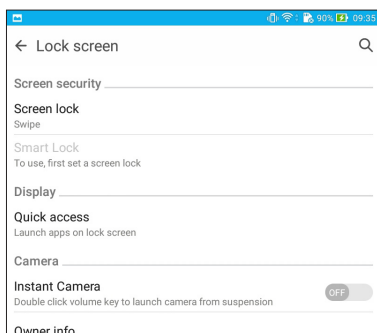 90% 09:35
Lock screen
Screen security
Screen lock
Swipe
Smart Lock
To use, first set a screen lock
Display
Quick access
Launch apps on lock screen
Camera
Instant Camera
OFF
Double click volume key to launch camera from suspension
Owner info